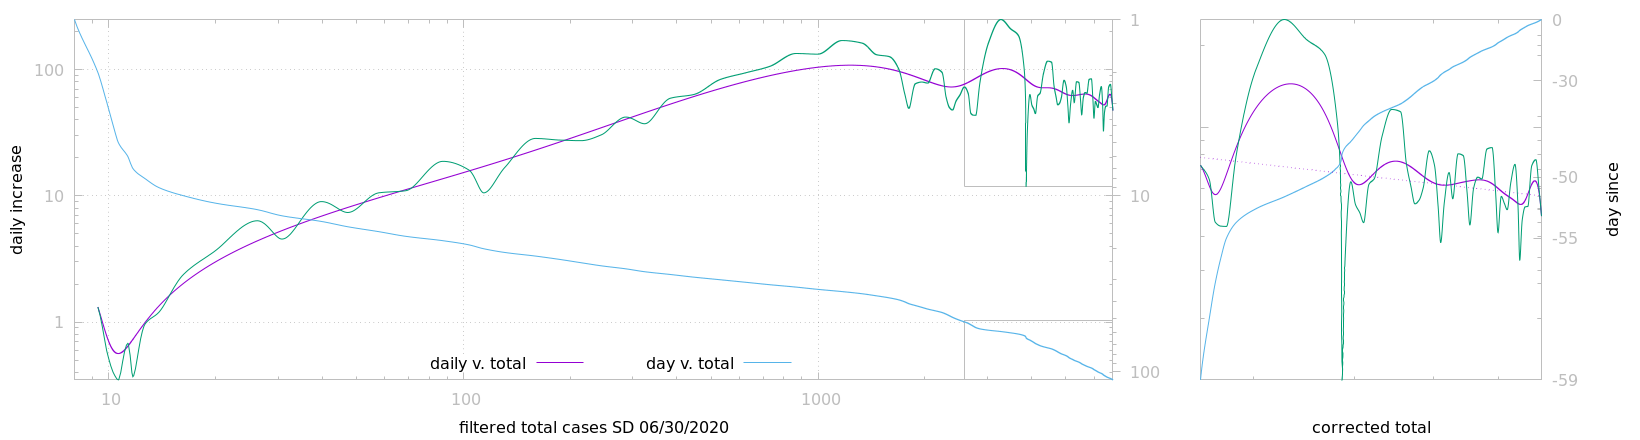 daily increase
100
10
1
daily v. total
day v. total
10
100
1000
filtered total cases SD 06/30/2020
1
10
100
0
-30
-50
-55
-59
day since
corrected total